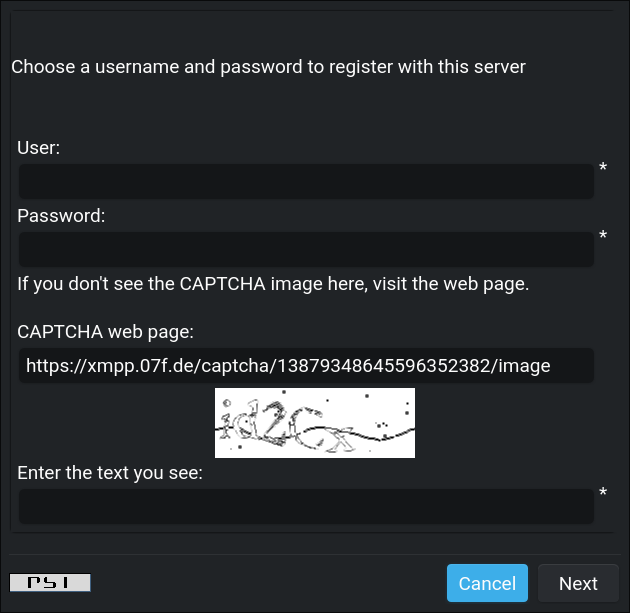 Choose a username and password to register with this server
User:
*
Password:
*
If you don't see the CAPTCHA image here, visit the web page.
CAPTCHA web page:
https://xmpp.07f.de/captcha/13879348645596352382/image
Enter the text you see:
*
PSI
Cancel
Next